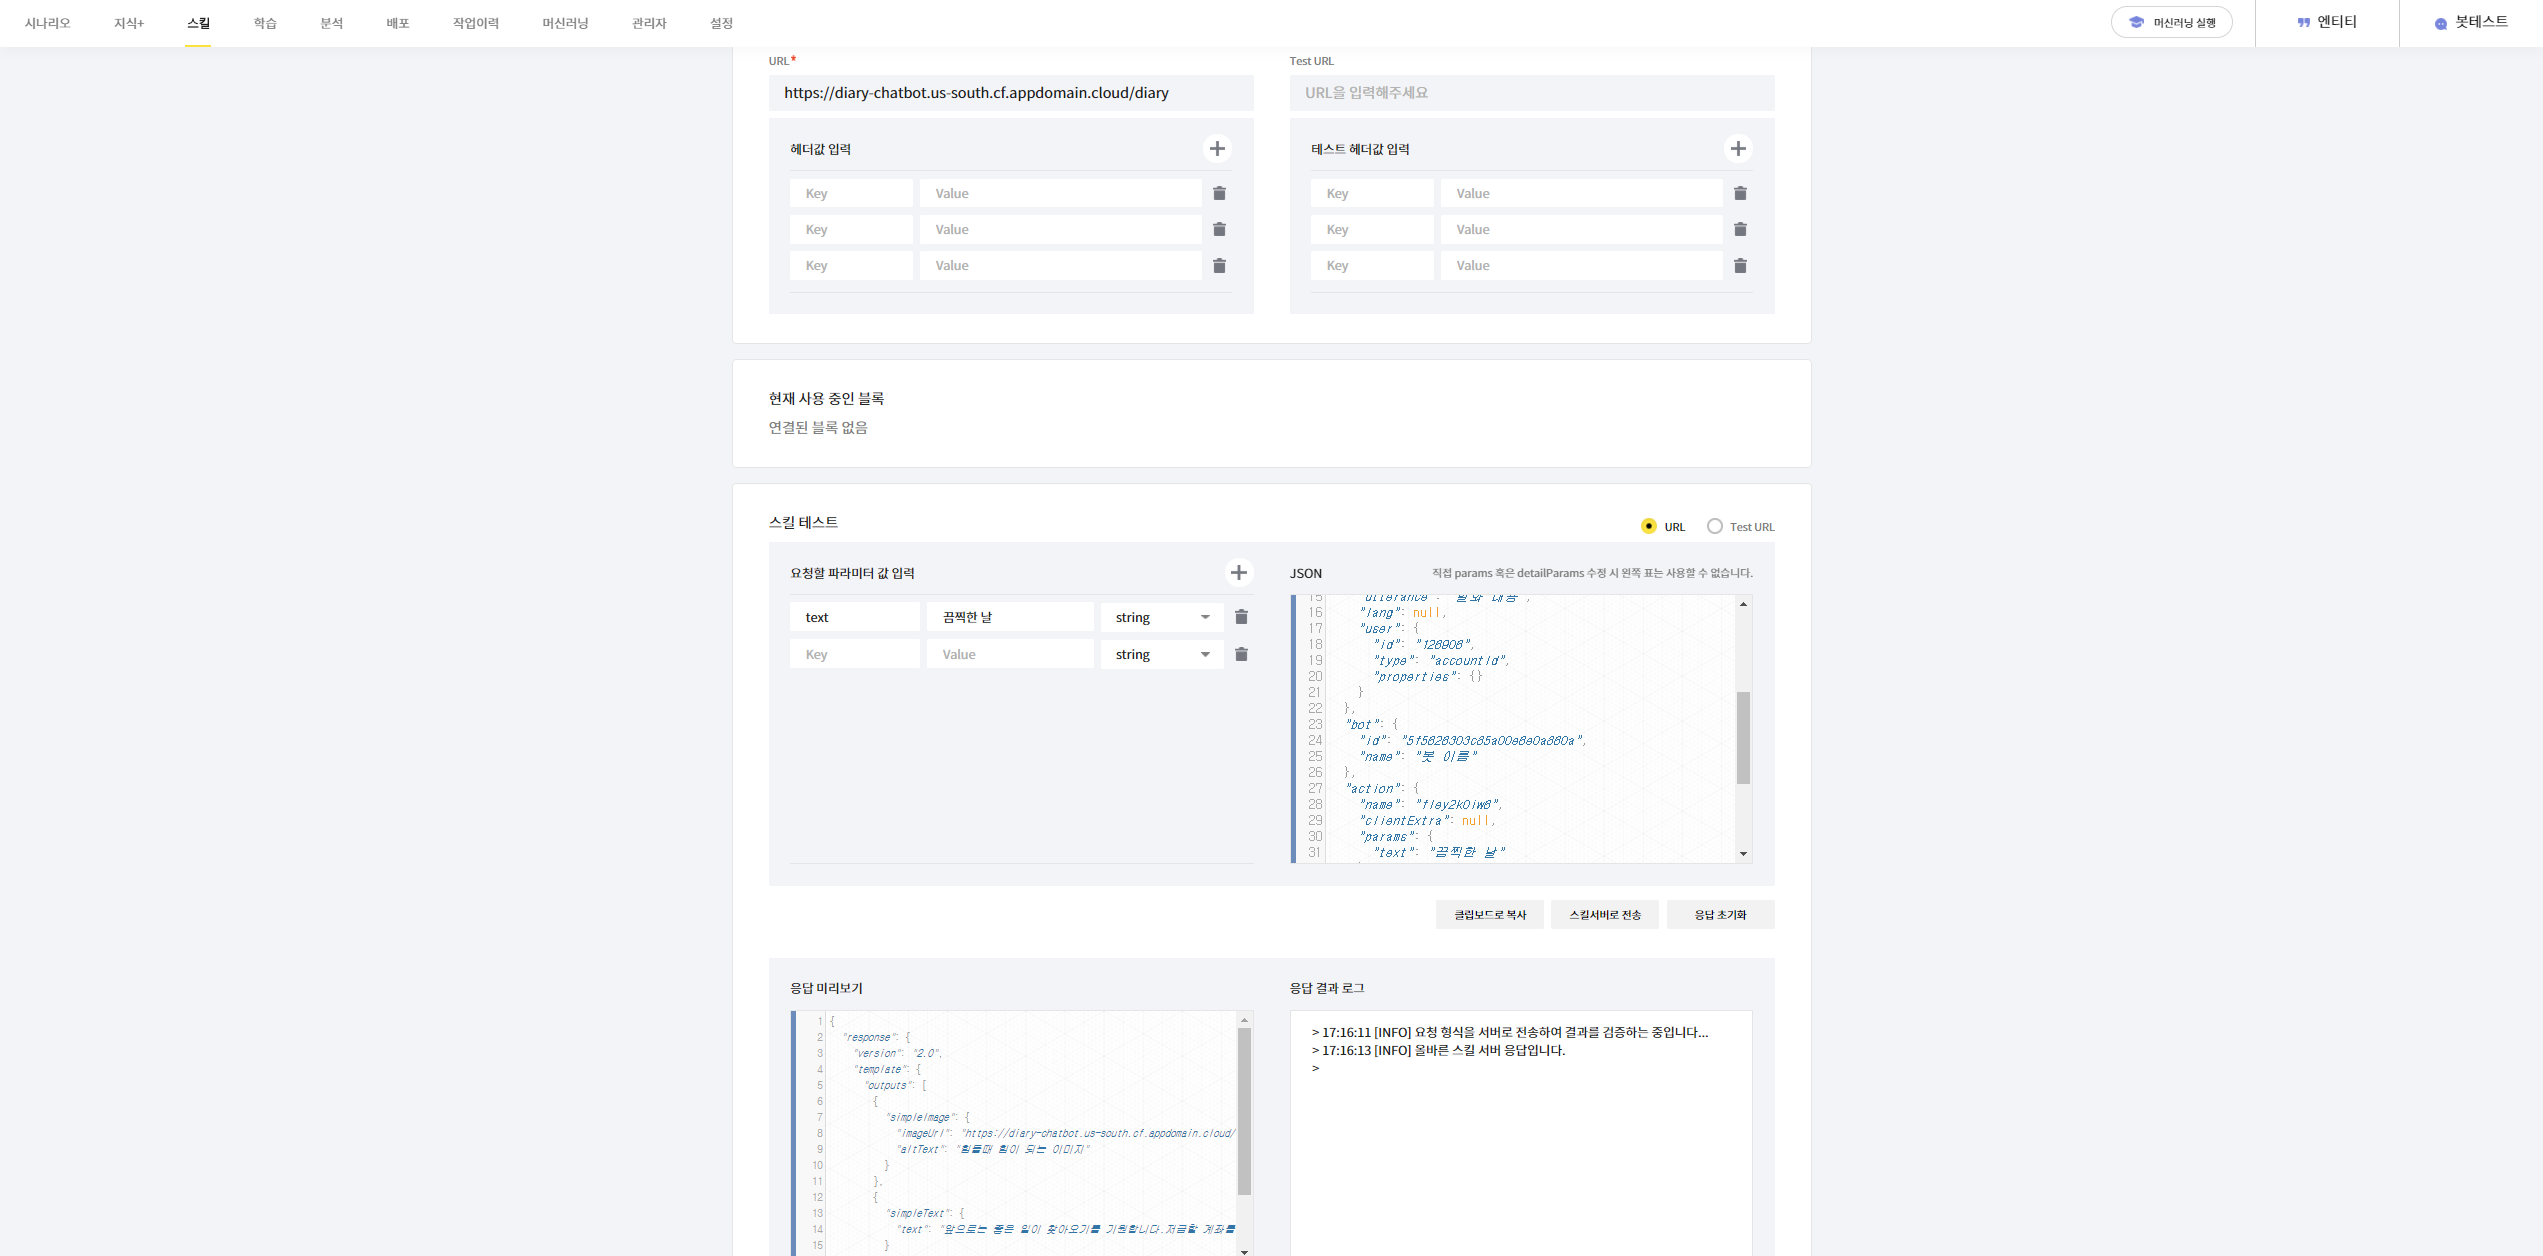 시나리오 지식+ 스킬 학습 분석 배포 작업이력 머신러닝 관리자 설정 머신러닝 실행 엔티티 봇테스트
URL* Test URL
https://diary-chatbot.us-south.cf.appdomain.cloud/diary URL을 입력해주세요
헤더값 입력 테스트 헤더값 입력
Key Value Key Value
Key Value Key Value
Key Value Key Value
현재 사용 중인 블록
연결된 블록 없음
스킬 테스트 URL Test URL
요청할 파라미터 값 입력
text 끔찍한 날 string
Key Value string
JSON 직접 params 혹은 detailParams 수정 시 왼쪽 표는 사용할 수 없습니다.
15 "utterance": "발화 내용",
16 "lang": null,
17 "user": {
18 "id": "126906",
19 "type": "accountId",
20 "properties": {}
21 }
22 },
23 "bot": {
24 "id":
25 "name": "봇 이름"
26 },
27 "action": {
28 "name": "fley2k0iw6",
29 "clientExtra": null,
30 "params": {
31 "text": "끔찍한 날"
클립보드로 복사 스킬서버로 전송 응답 초기화
응답 미리보기
1 {
2 "response": {
3 "version": "2.0",
4 "template": {
5 "outputs": [
6 {
7 "simpleImage": {
8 "imageUrl": "https://diary-chatbot.us-south.cf.appdomain.cloud/
9 "altText": "힘들때 힘이 되는 이미지"
10 }
11 },
12 {
13 "simpleText": {
14 "text": "앞으로는 좋은 일이 찾아오기를 기원합니다.저금할 계좌를
15 }
응답 결과 로그
> 17:16:11 [INFO] 요청 형식을 서버로 전송하여 결과를 검증하는 중입니다...
> 17:16:13 [INFO] 올바른 스킬 서버 응답입니다.
>